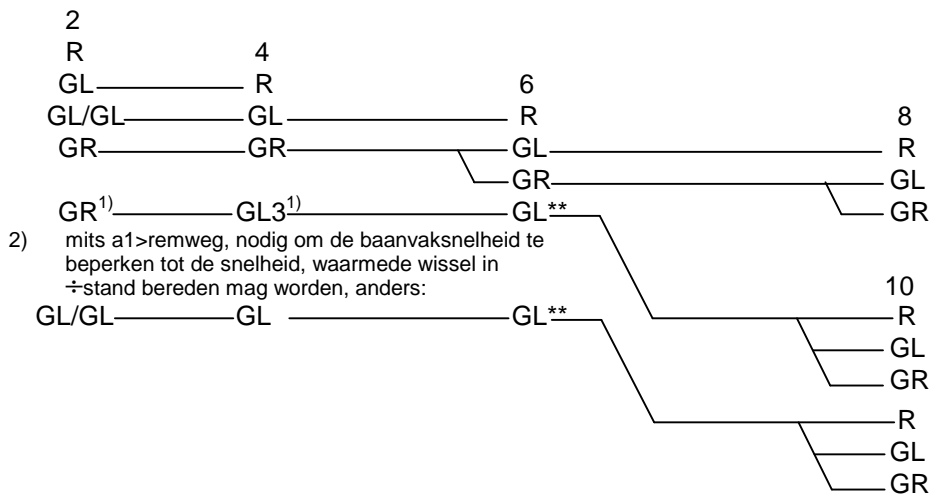 2
R 4
GL R 6
GL/GL GL R 8
GR GR GL R
GR GL
GR
GR1) GL31) GL**
2) mits a1>remweg, nodig om de baanvaksnelheid te
beperken tot de snelheid, waarmede wissel in
÷stand bereden mag worden, anders:
10
GL/GL GL GL** R
GL
GR
R
GL
GR